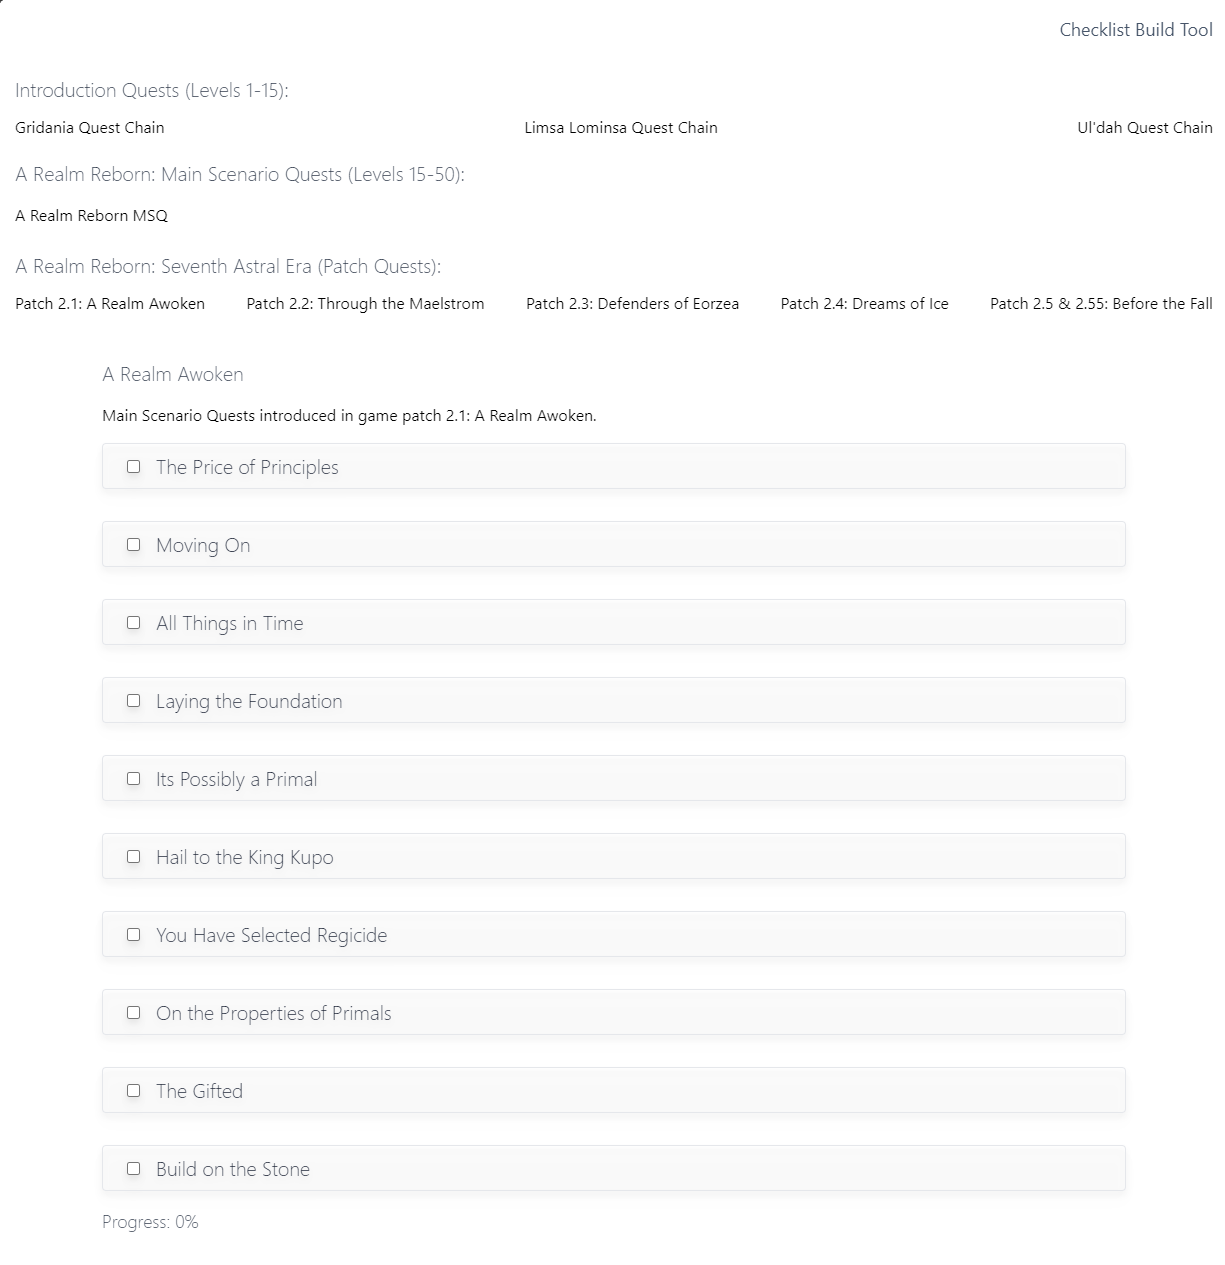 Checklist Build Tool
Introduction Quests (Levels 1-15):
Gridania Quest Chain Limsa Lominsa Quest Chain Ul'dah Quest Chain
A Realm Reborn: Main Scenario Quests (Levels 15-50):
A Realm Reborn MSQ
A Realm Reborn: Seventh Astral Era (Patch Quests):
Patch 2.1: A Realm Awoken Patch 2.2: Through the Maelstrom Patch 2.3: Defenders of Eorzea Patch 2.4: Dreams of Ice Patch 2.5 & 2.55: Before the Fall
A Realm Awoken
Main Scenario Quests introduced in game patch 2.1: A Realm Awoken.
The Price of Principles
Moving On
All Things in Time
Laying the Foundation
Its Possibly a Primal
Hail to the King Kupo
You Have Selected Regicide
On the Properties of Primals
The Gifted
Build on the Stone
Progress: 0%